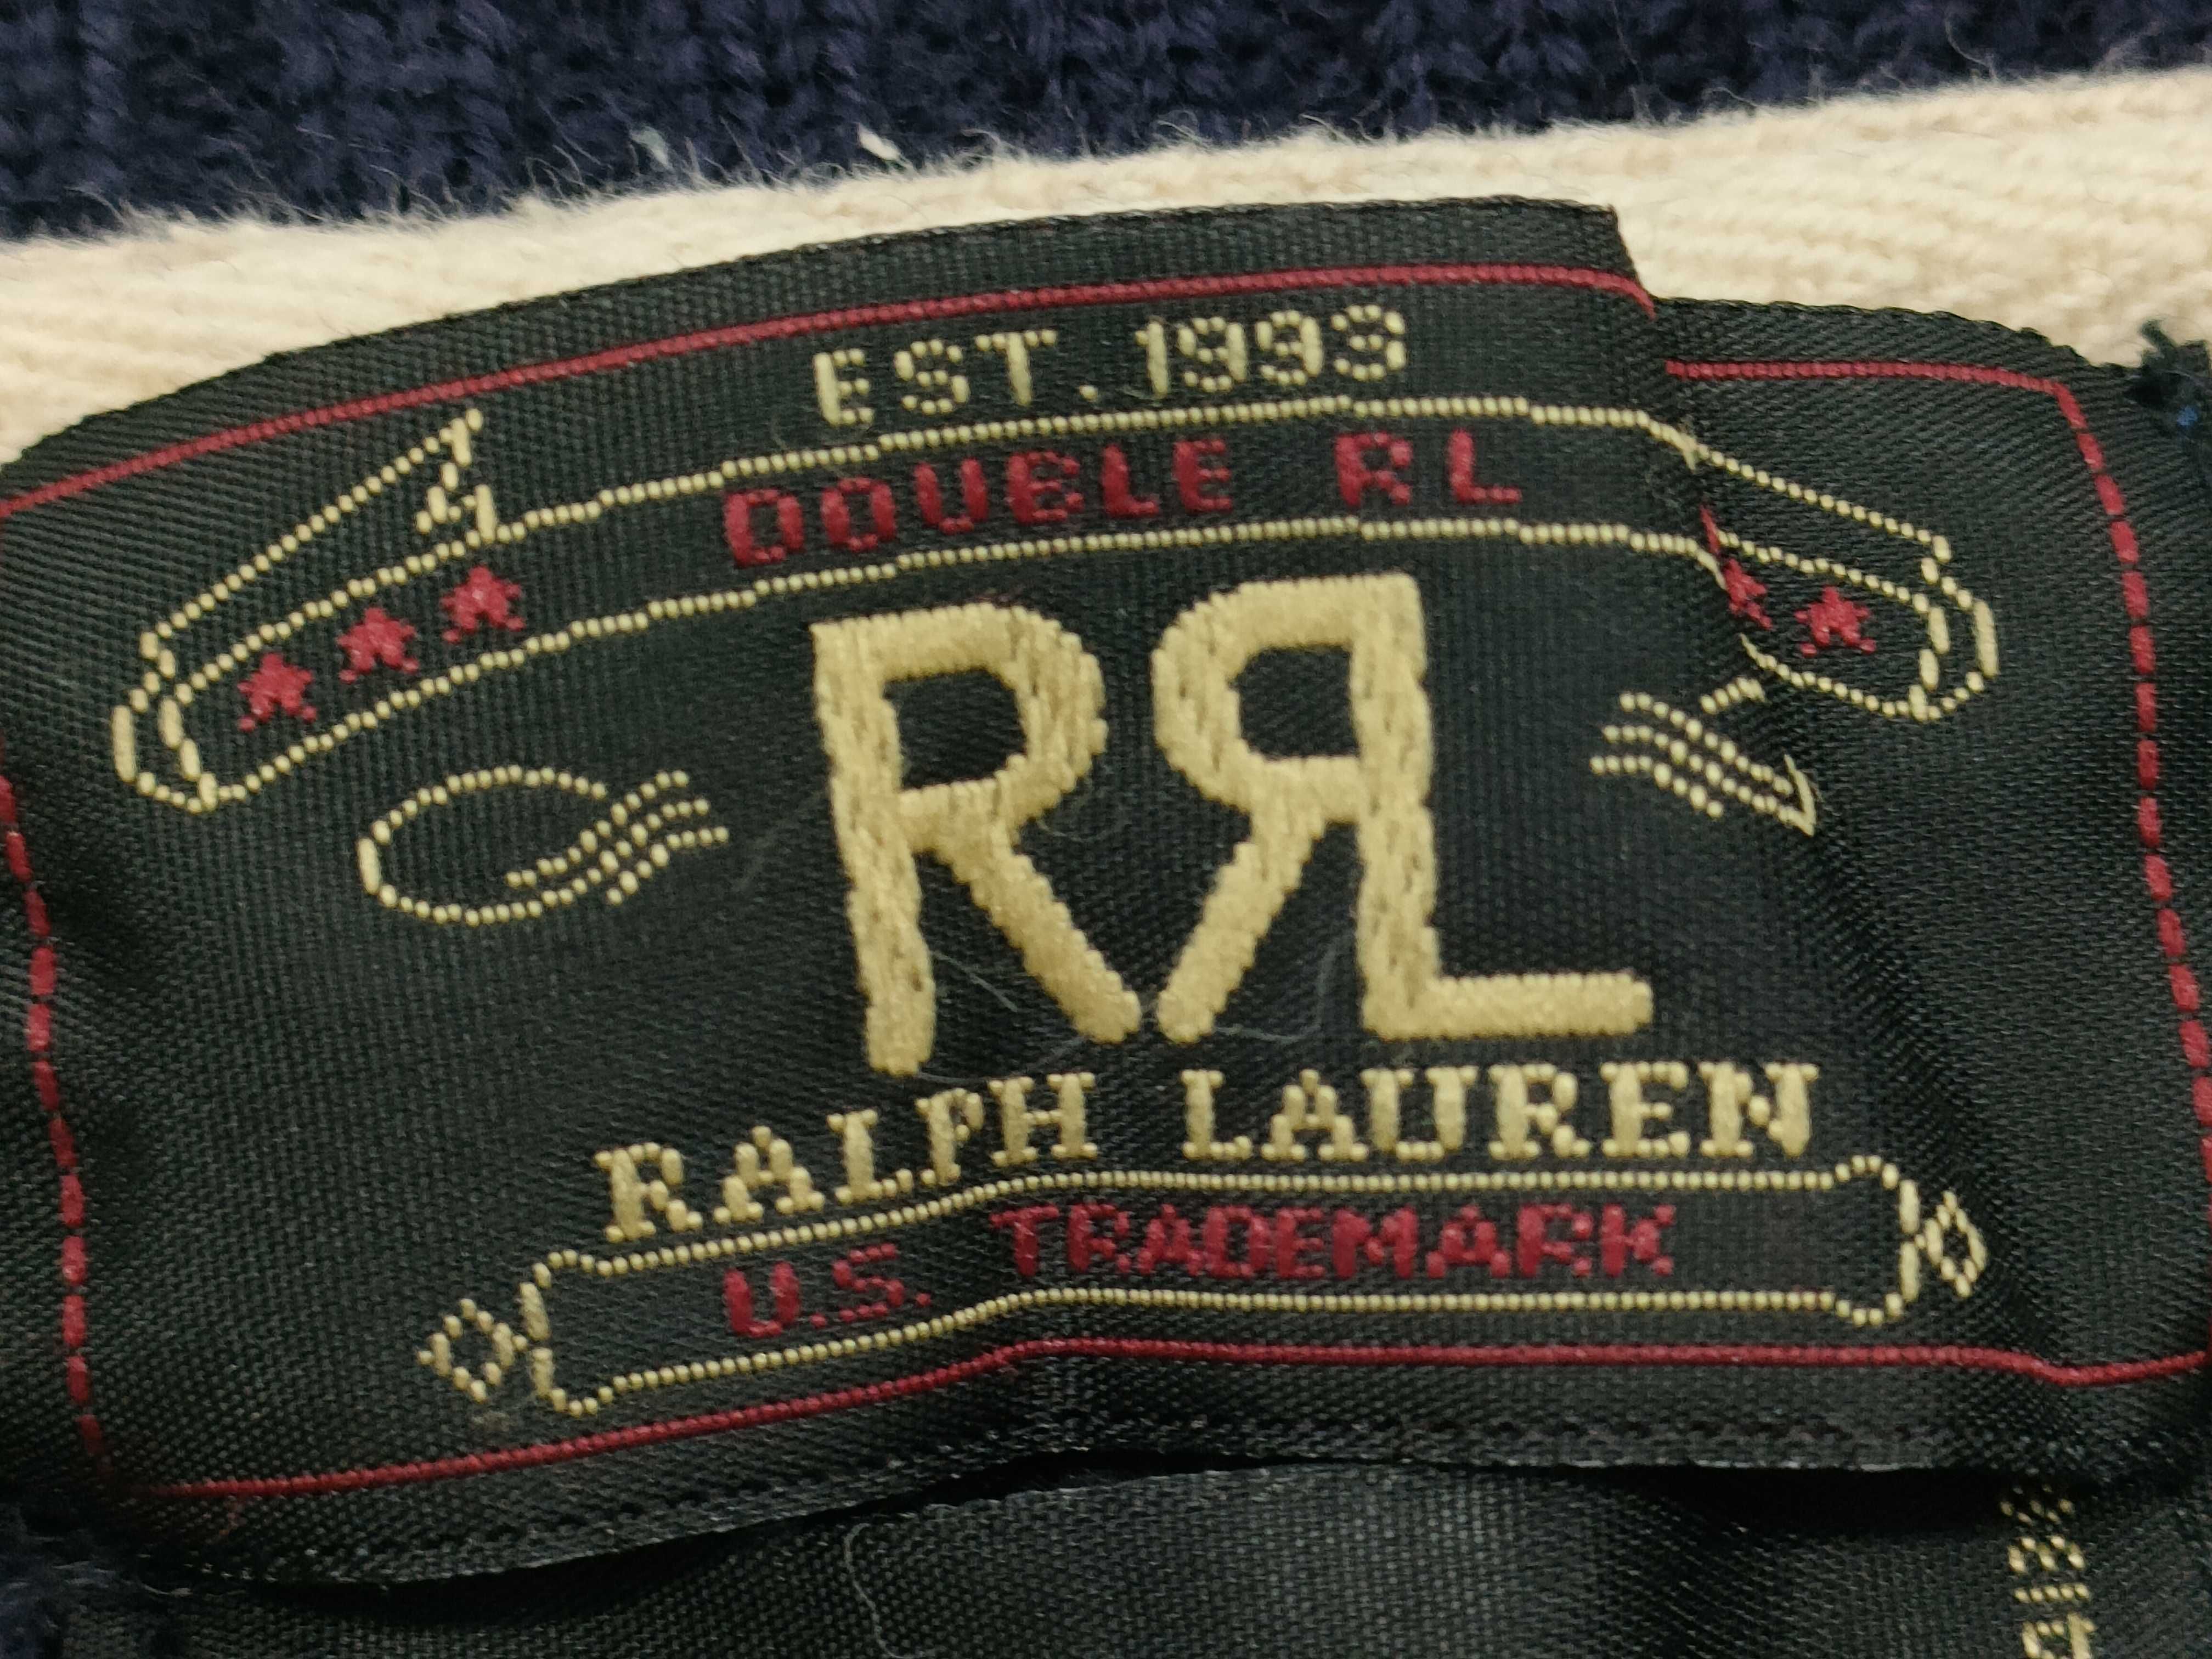 EST. 1993
DOUBLE RL
RRL
RALPH LAUREN
U.S. TRADEMARK